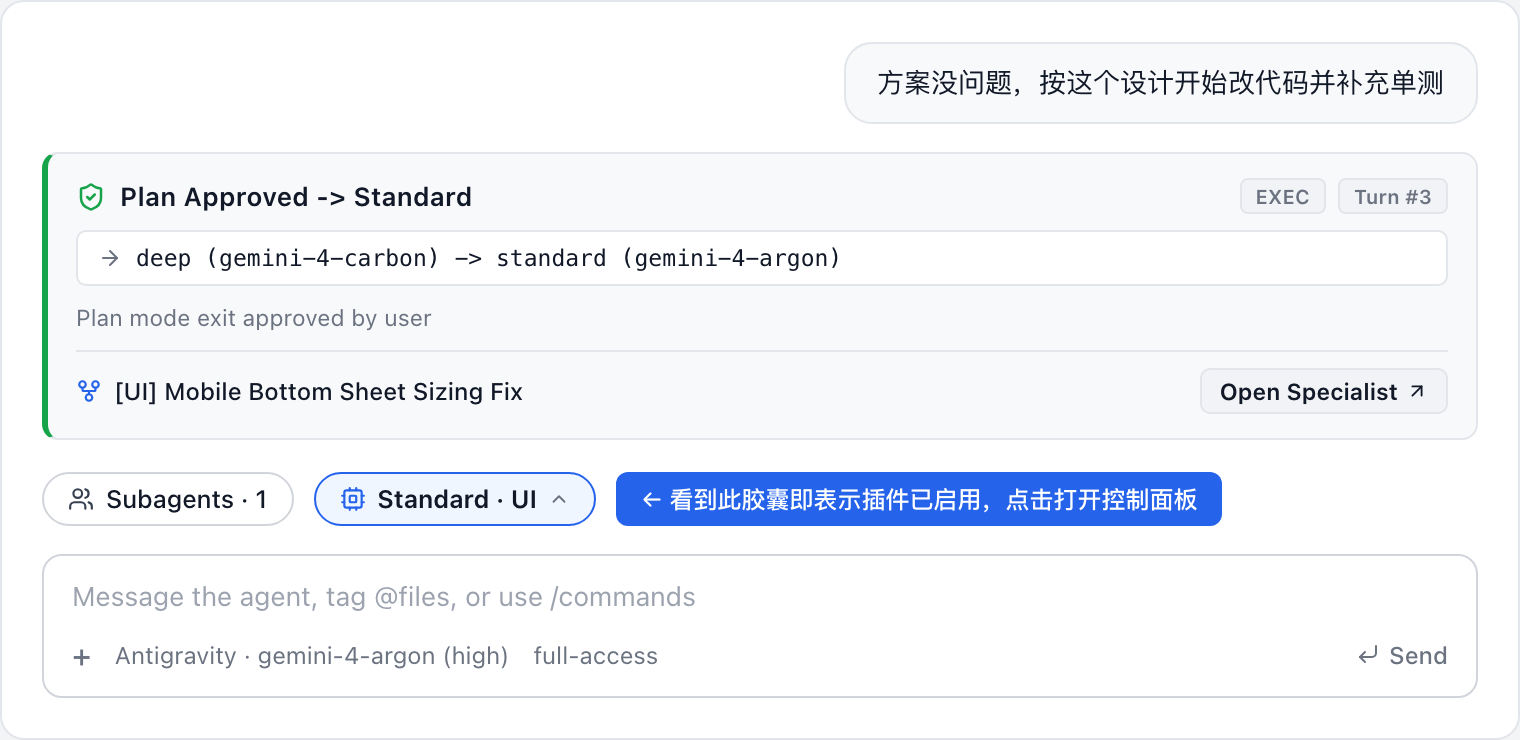 方案没问题，按这个设计开始改代码并补充单测
Plan Approved -> Standard
EXEC
Turn #3
→ deep (gemini-4-carbon) -> standard (gemini-4-argon)
Plan mode exit approved by user
[UI] Mobile Bottom Sheet Sizing Fix
Open Specialist ↗
Subagents · 1
Standard · UI
← 看到此胶囊即表示插件已启用，点击打开控制面板
Message the agent, tag @files, or use /commands
+ Antigravity · gemini-4-argon (high) full-access
↵ Send